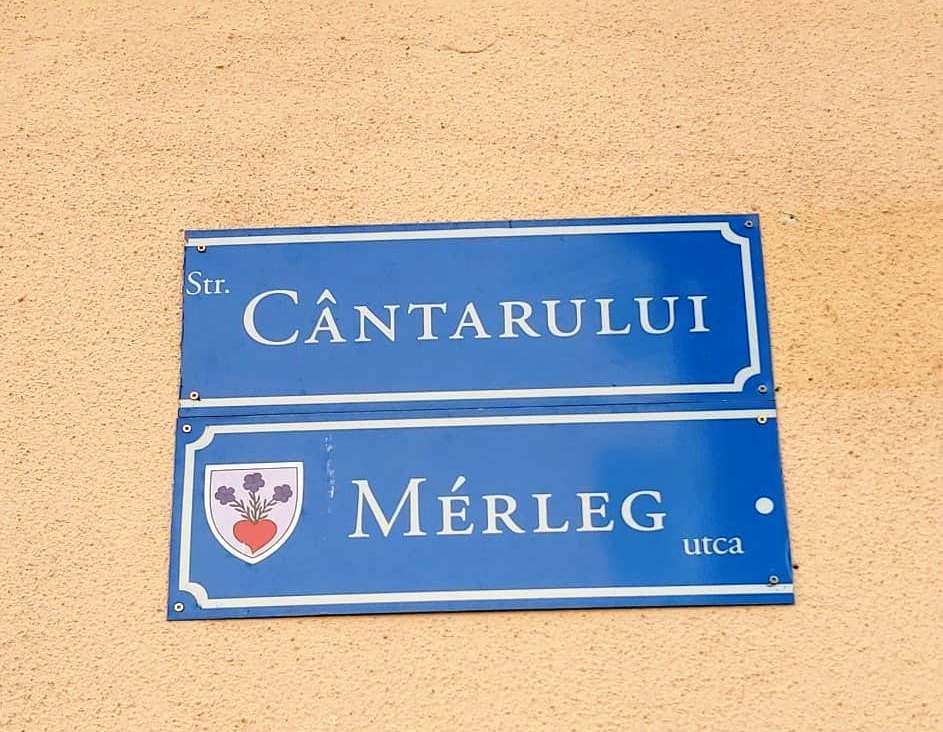 Str.
CÂNTARULUI
MÉRLEG
utca